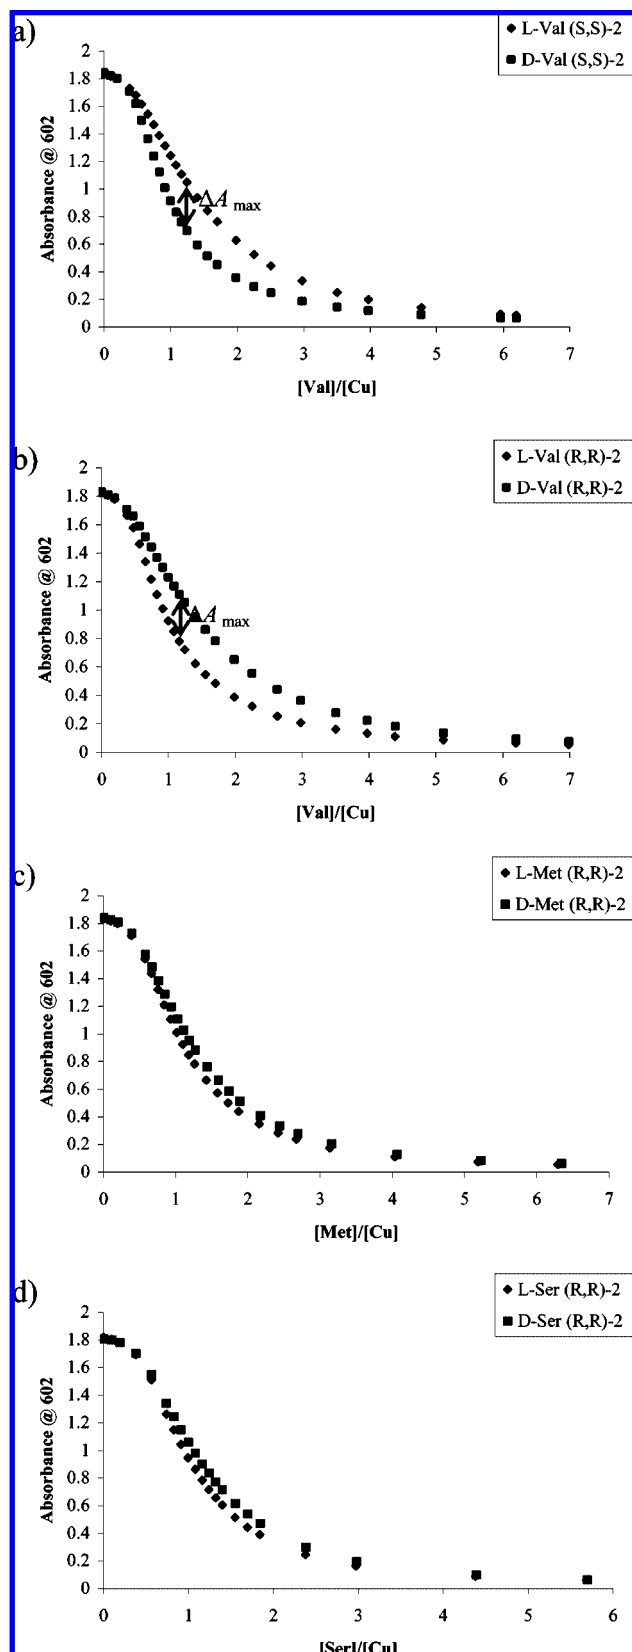 a)
◆ L-Val (S,S)-2
■ D-Val (S,S)-2
2
1.8
1.6
1.4
1.2
1
0.8
0.6
0.4
0.2
0
Absorbance @ 602
ΔA max
0 1 2 3 4 5 6 7
[Val]/[Cu]
b)
◆ L-Val (R,R)-2
■ D-Val (R,R)-2
2
1.8
1.6
1.4
1.2
1
0.8
0.6
0.4
0.2
0
Absorbance @ 602
ΔA max
0 1 2 3 4 5 6 7
[Val]/[Cu]
c)
◆ L-Met (R,R)-2
■ D-Met (R,R)-2
2
1.8
1.6
1.4
1.2
1
0.8
0.6
0.4
0.2
0
Absorbance @ 602
0 1 2 3 4 5 6 7
[Met]/[Cu]
d)
◆ L-Ser (R,R)-2
■ D-Ser (R,R)-2
2
1.8
1.6
1.4
1.2
1
0.8
0.6
0.4
0.2
0
Absorbance @ 602
0 1 2 3 4 5 6
[Ser]/[Cu]